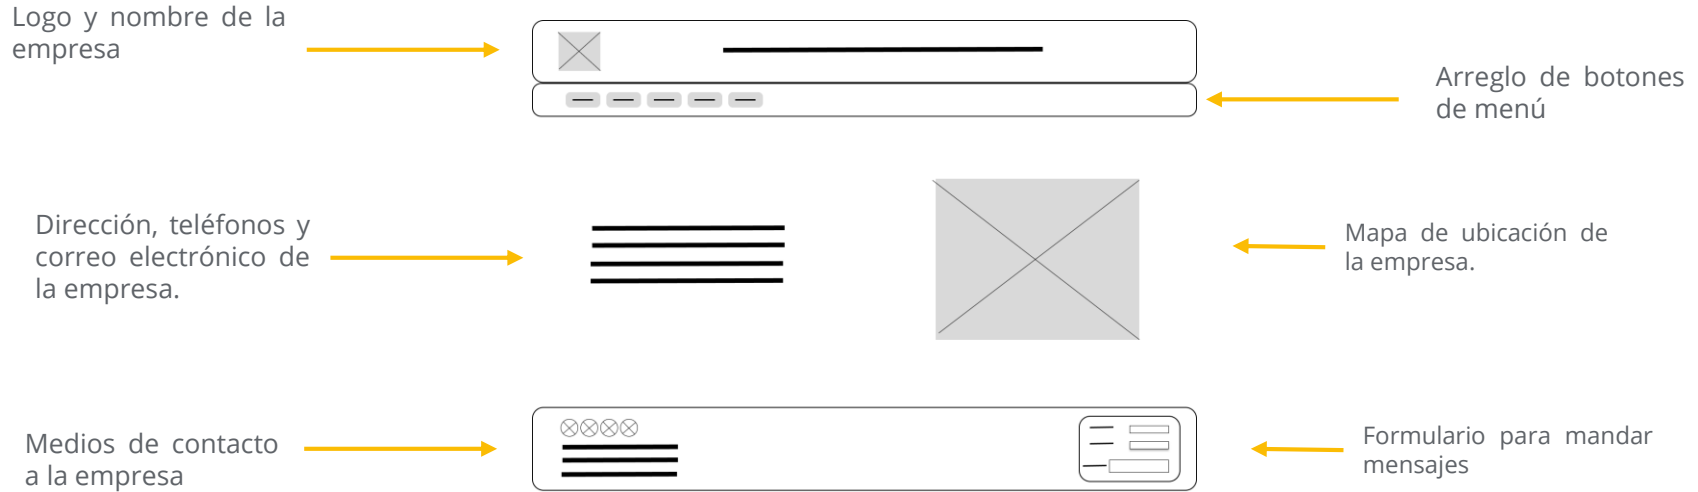 Logo y nombre de la
empresa
Arreglo de botones
de menú
Dirección, teléfonos y
correo electrónico de
la empresa.
Mapa de ubicación de
la empresa.
Medios de contacto
a la empresa
Formulario para mandar
mensajes